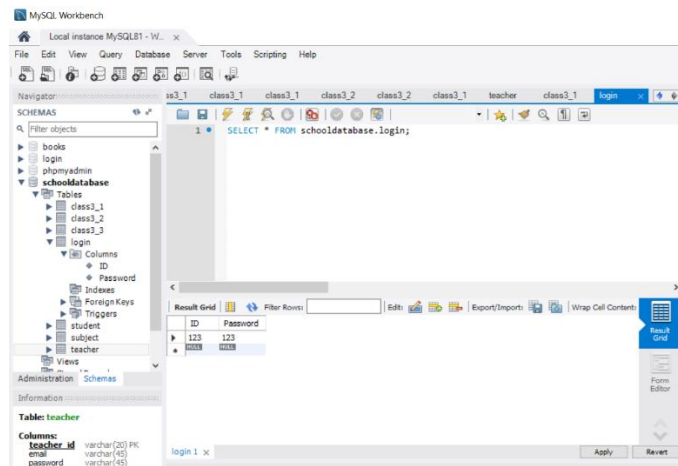 MySQL Workbench
Local instance MySQL81 - W... ×
File Edit View Query Database Server Tools Scripting Help
Navigator
ss3_1 class3_1 class3_1 class3_2 class3_2 class3_1 teacher class3_1 login ×
SCHEMAS
Filter objects
1 SELECT * FROM schooldatabase.login;
books
login
phpmyadmin
schooldatabase
Tables
class3_1
class3_2
class3_3
login
Columns
ID
Password
Indexes
Foreign Keys
Triggers
student
subject
teacher
Views
Result Grid Filter Rows: Edit: Export/Import: Wrap Cell Content:
ID Password
123 123
NULL NULL
Result Grid
Form Editor
Administration Schemas
Information
Table: teacher
Columns:
teacher_id varchar(20) PK
email varchar(45)
password varchar(45)
login 1 × Apply Revert